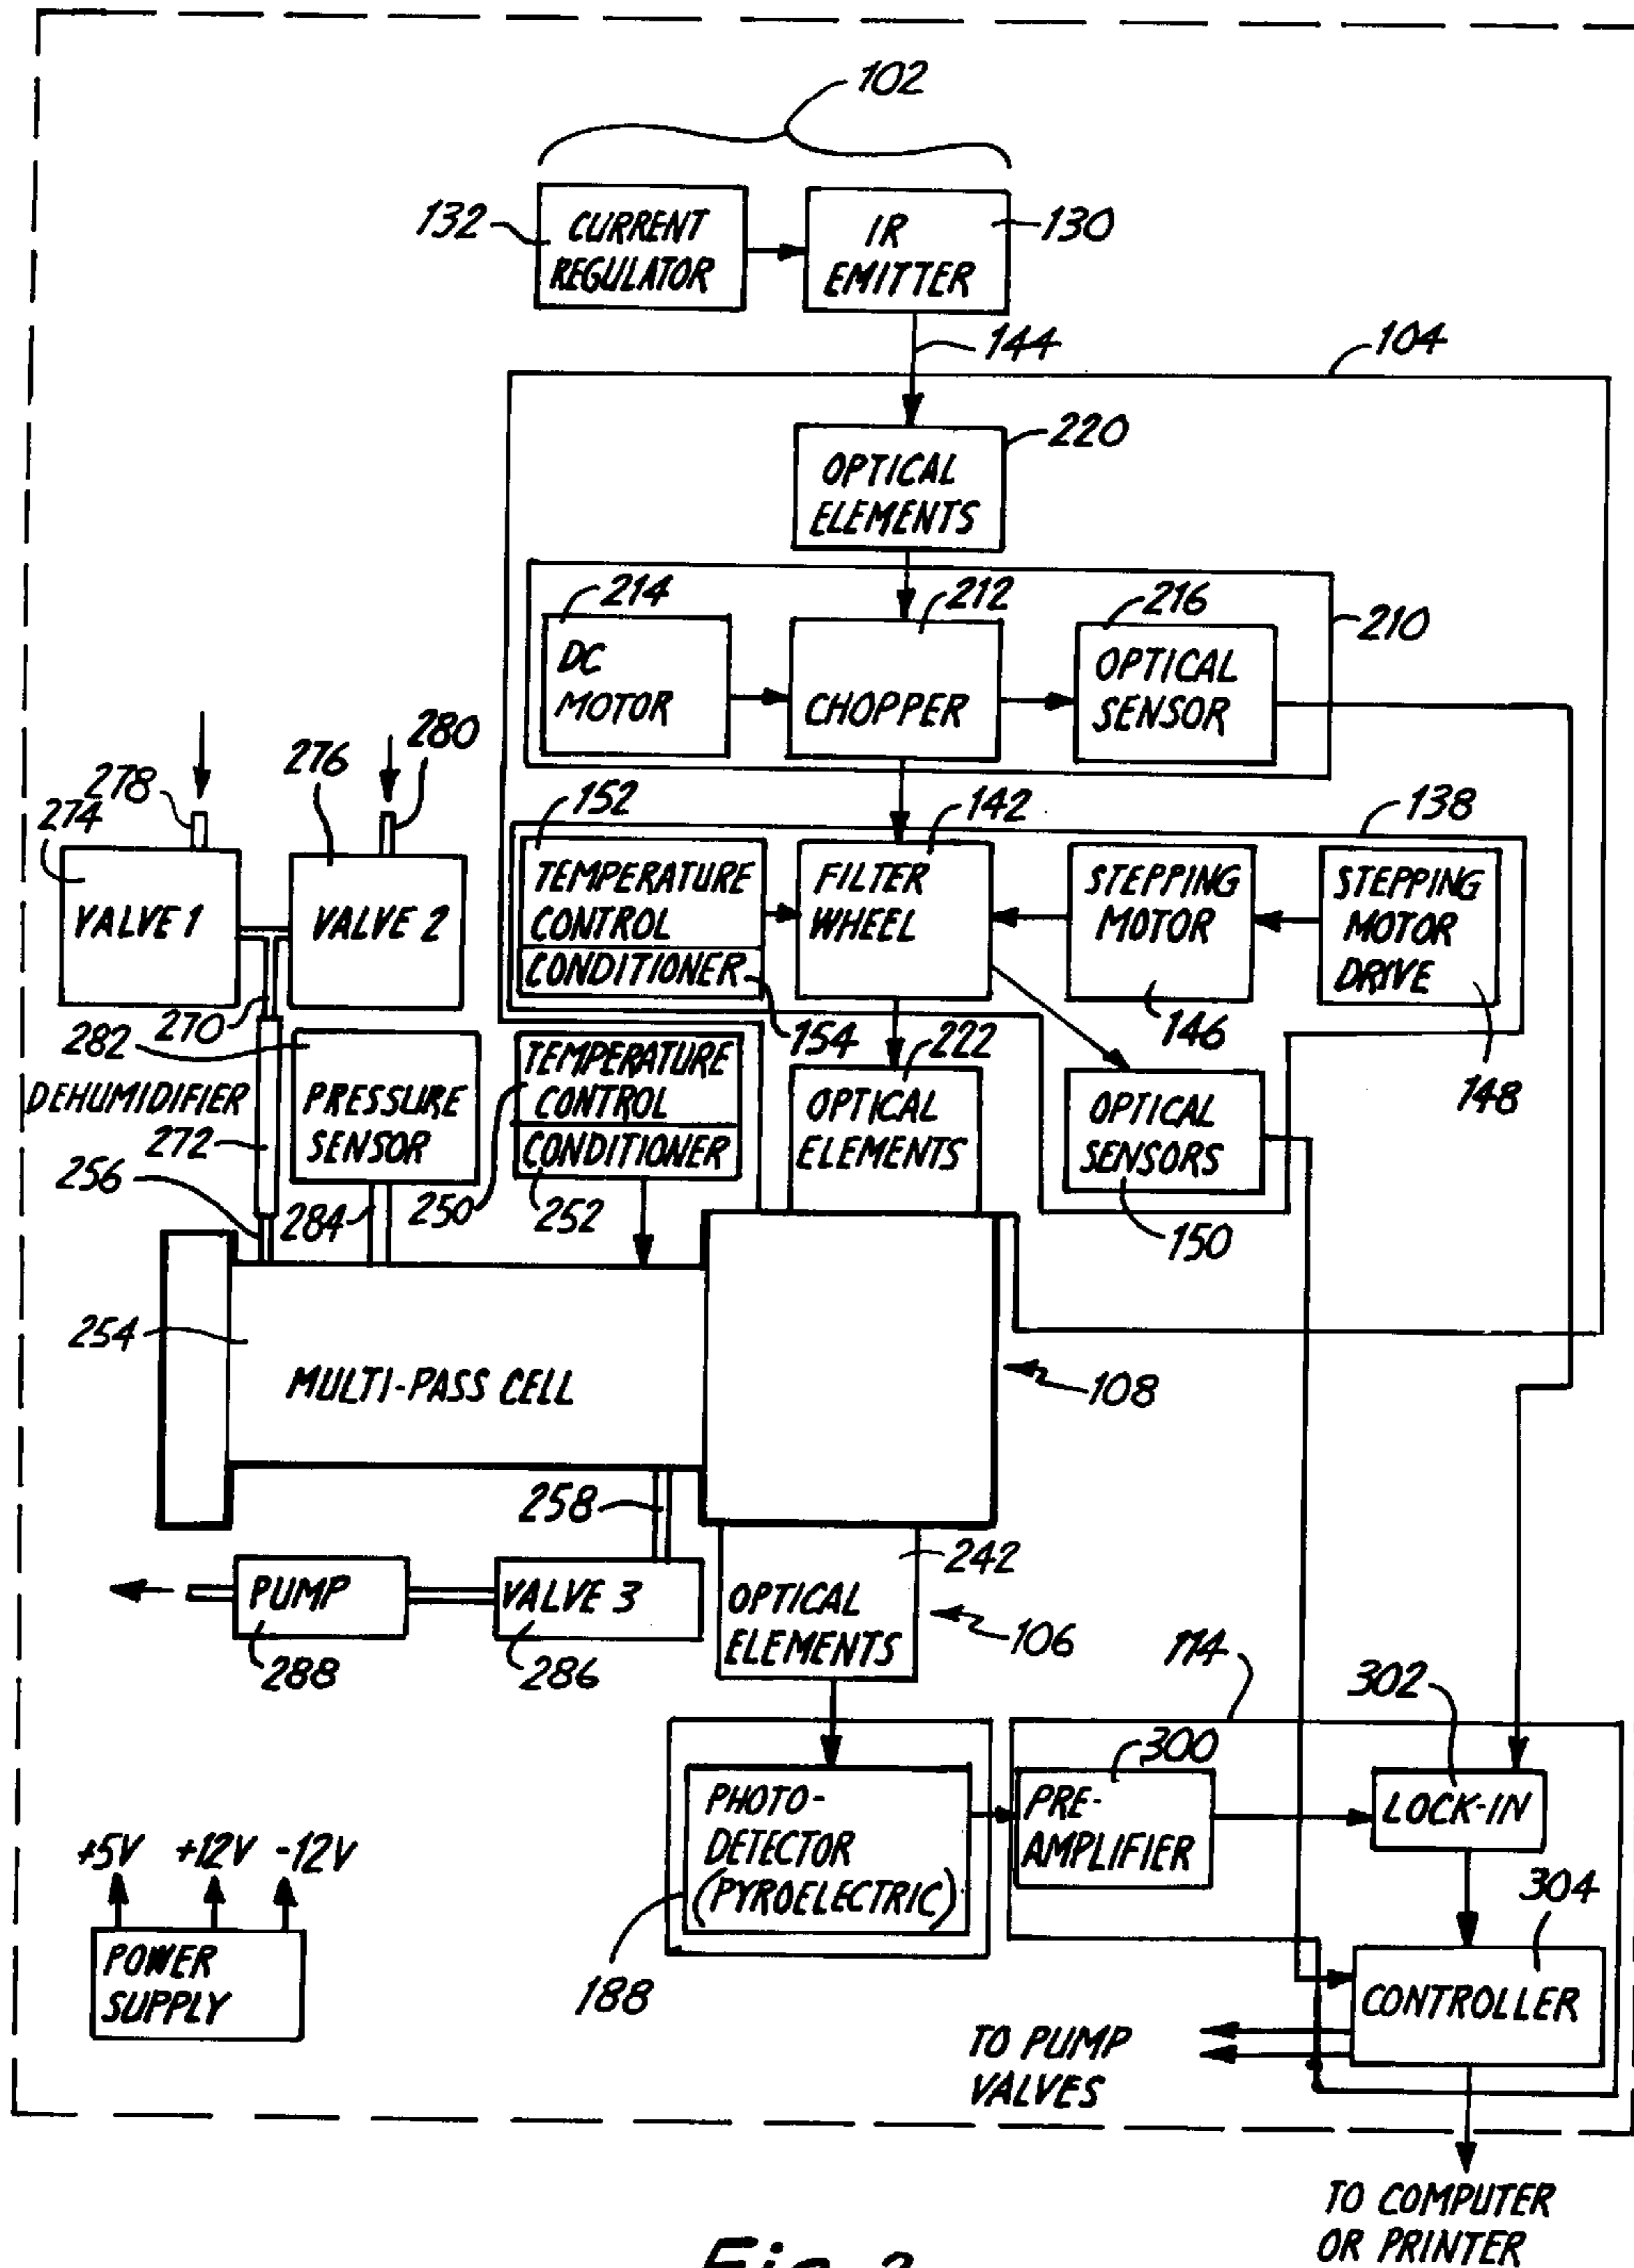 102
132
CURRENT
REGULATOR
IR
EMITTER
130
144
104
OPTICAL
ELEMENTS
220
214
DC
MOTOR
212
CHOPPER
216
OPTICAL
SENSOR
210
278
274
VALVE 1
276
280
VALVE 2
152
TEMPERATURE
CONTROL
CONDITIONER
154
142
FILTER
WHEEL
STEPPING
MOTOR
146
138
STEPPING
MOTOR
DRIVE
148
270
282
DEHUMIDIFIER
272
256
PRESSURE
SENSOR
284
TEMPERATURE
CONTROL
CONDITIONER
250
252
222
OPTICAL
ELEMENTS
OPTICAL
SENSORS
150
254
MULTI-PASS CELL
108
258
PUMP
288
VALVE 3
286
242
OPTICAL
ELEMENTS
106
114
302
300
PHOTO-
DETECTOR
(PYROELECTRIC)
188
PRE-
AMPLIFIER
LOCK-IN
304
CONTROLLER
+5V +12V -12V
POWER
SUPPLY
TO PUMP
VALVES
TO COMPUTER
OR PRINTER